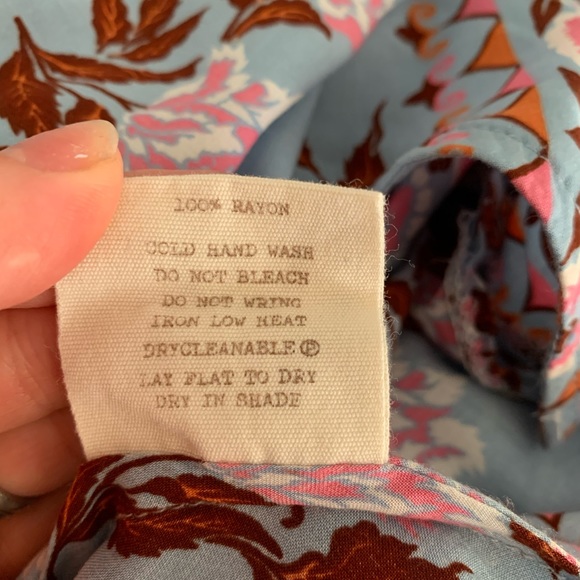 100% RAYON
COLD HAND WASH
DO NOT BLEACH
DO NOT WRING
IRON LOW HEAT
DRYCLEANABLE Ⓟ
LAY FLAT TO DRY
DRY IN SHADE